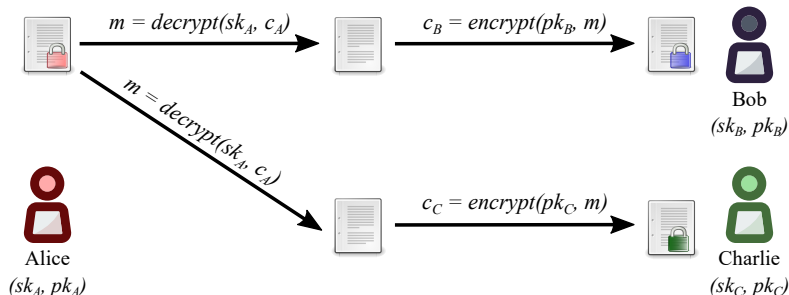 m = decrypt(sk_A, c_A)
c_B = encrypt(pk_B, m)
Bob
(sk_B, pk_B)
m = decrypt(sk_A, c_A)
c_C = encrypt(pk_C, m)
Alice
(sk_A, pk_A)
Charlie
(sk_C, pk_C)